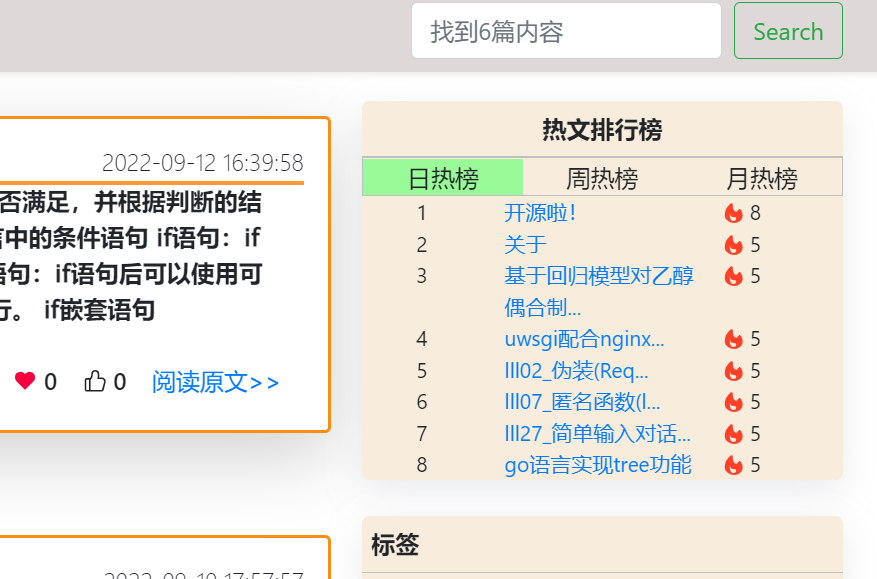 找到6篇内容
Search
2022-09-12 16:39:58
否满足，并根据判断的结
言中的条件语句 if语句：if
语句：if语句后可以使用可
行。 if嵌套语句
0 0 阅读原文>>
热文排行榜
日热榜 周热榜 月热榜
1 开源啦！ 8
2 关于 5
3 基于回归模型对乙醇 5
偶合制...
4 uwsgi配合nginx... 5
5 lll02_伪装(Req... 5
6 lll07_匿名函数(l... 5
7 lll27_简单输入对话... 5
8 go语言实现tree功能 5
标签
2022-09-10 17:57:57